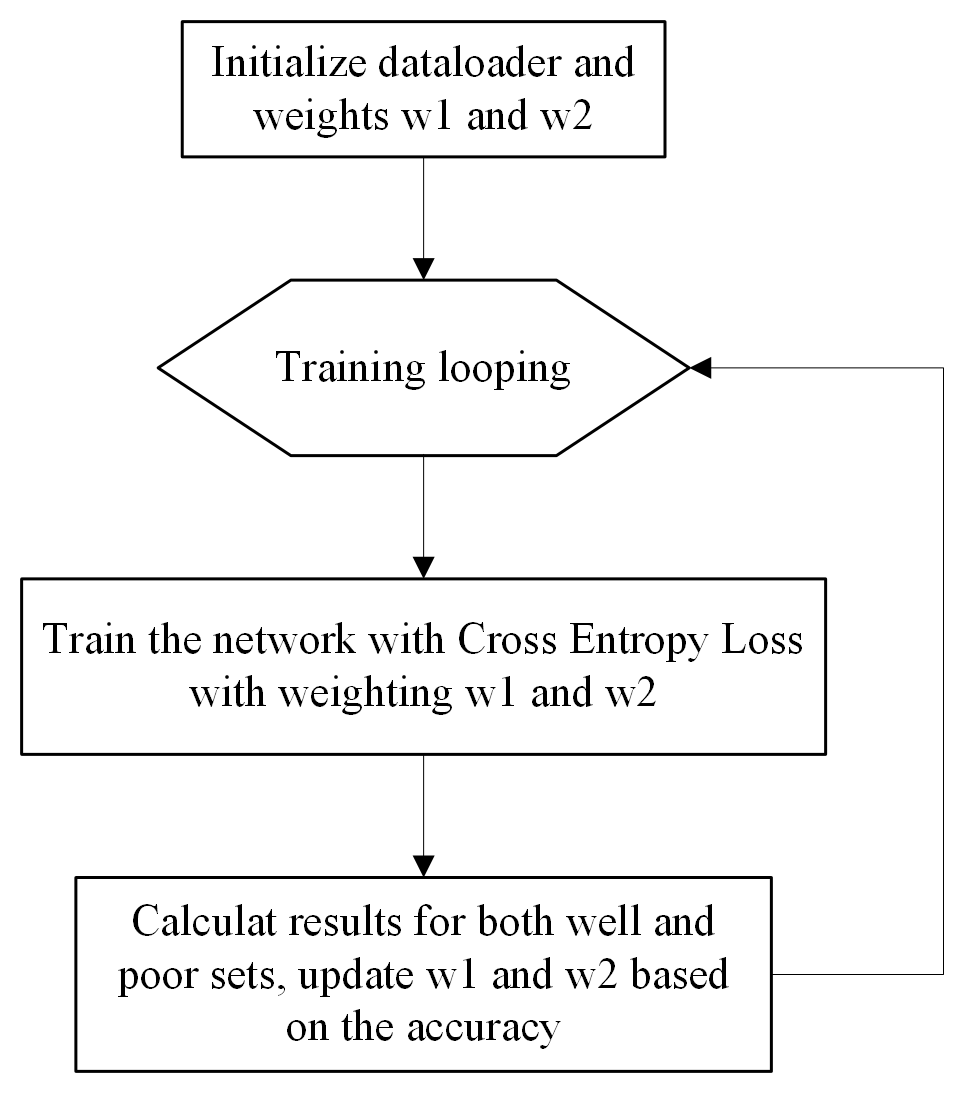 Initialize dataloader and
weights w1 and w2
Training looping
Train the network with Cross Entropy Loss
with weighting w1 and w2
Calculat results for both well and
poor sets, update w1 and w2 based
on the accuracy